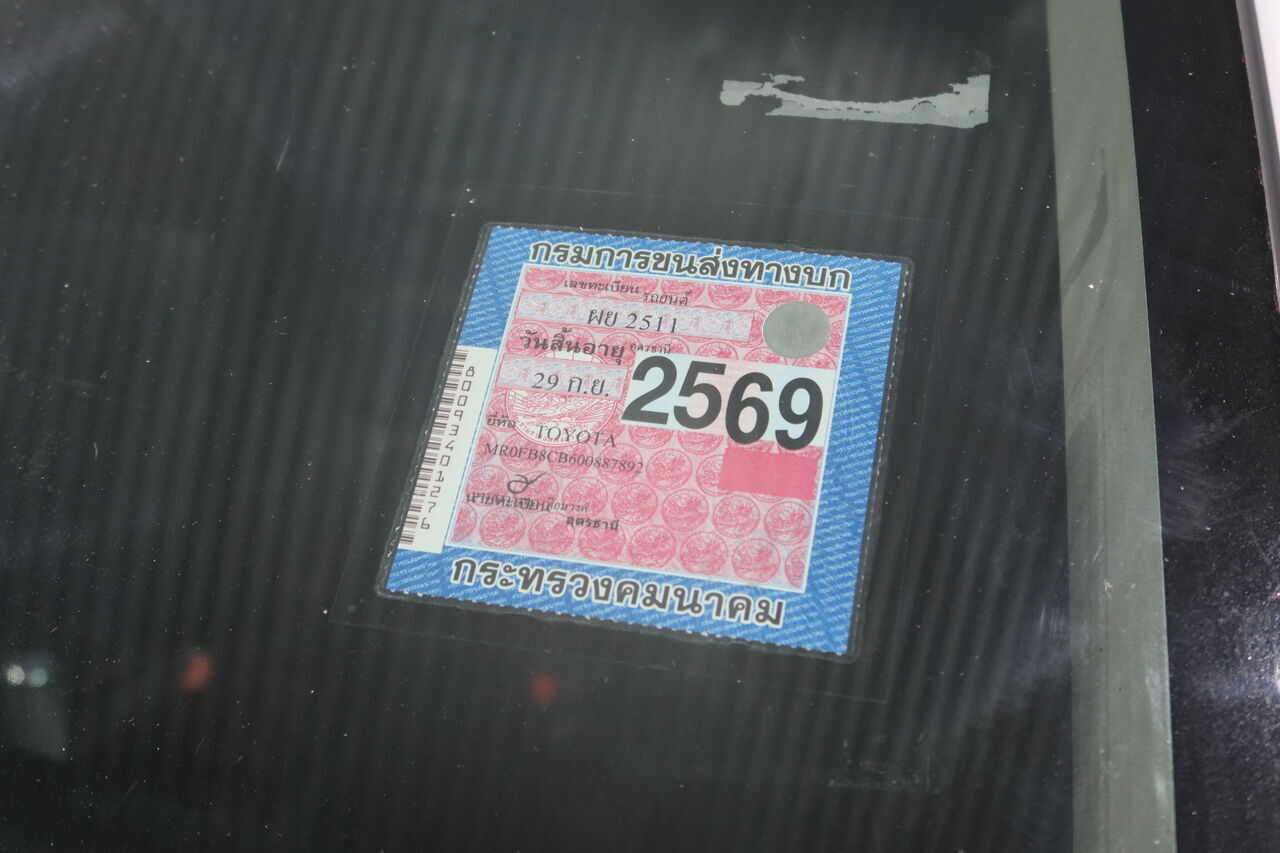 กรมการขนส่งทางบก
เลขทะเบียน รถยนต์
ผย 2511
วันสิ้นอายุ อุดรธานี
29 ก.ย. 2569
ยี่ห้อ TOYOTA
MR0EB8CB600887892
นายทะเบียน
อุดรธานี
800093401276
กระทรวงคมนาคม